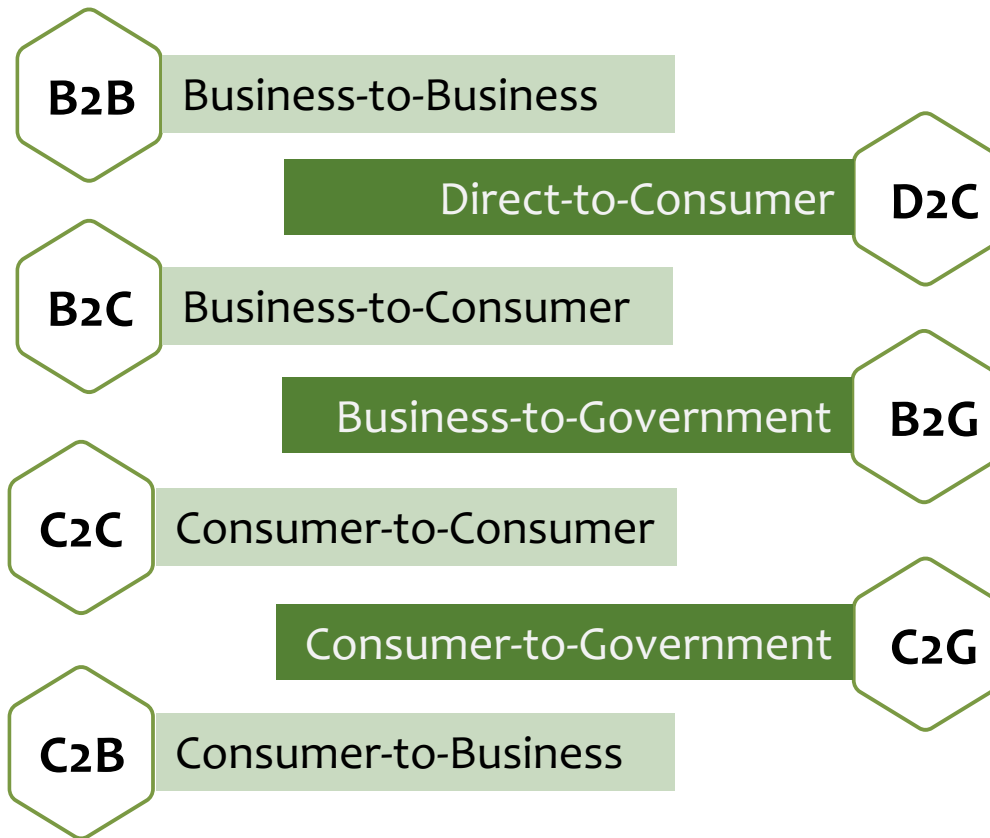 B2B Business-to-Business
Direct-to-Consumer D2C
B2C Business-to-Consumer
Business-to-Government B2G
C2C Consumer-to-Consumer
Consumer-to-Government C2G
C2B Consumer-to-Business